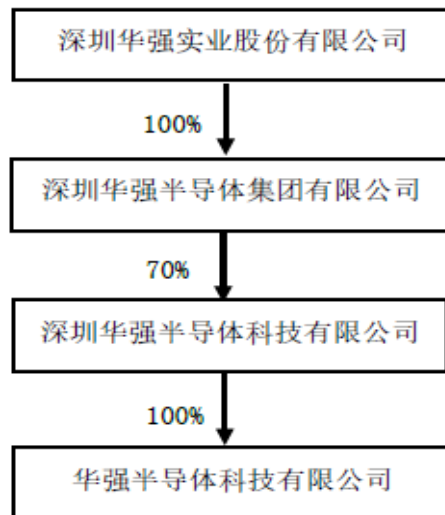 深圳华强实业股份有限公司
100%
深圳华强半导体集团有限公司
70%
深圳华强半导体科技有限公司
100%
华强半导体科技有限公司